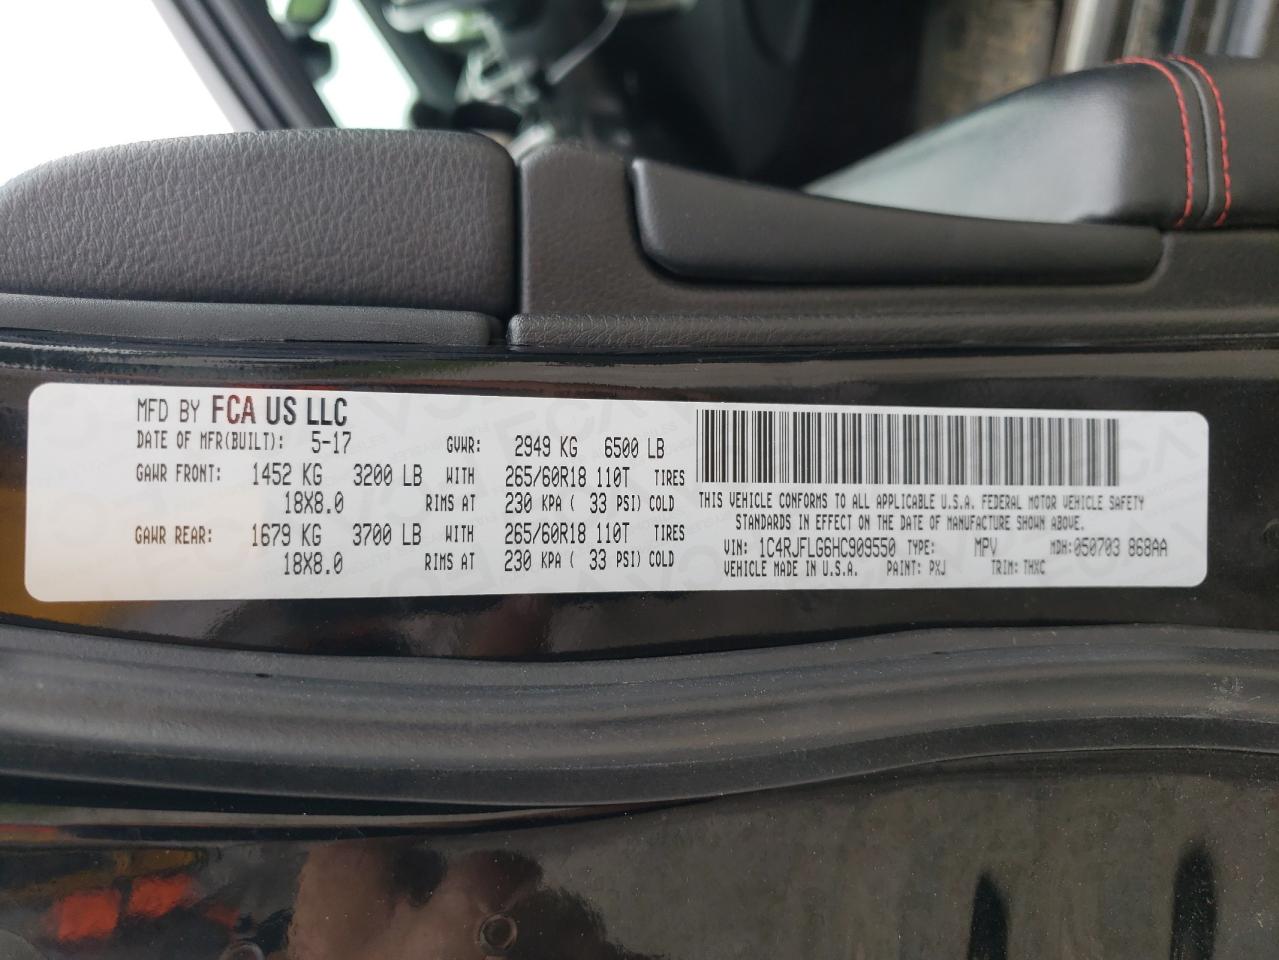 MFD BY FCA US LLC
DATE OF MFR(BUILT): 5-17 GVWR: 2949 KG 6500 LB
GAWR FRONT: 1452 KG 3200 LB WITH 265/60R18 110T TIRES
18X8.0 RIMS AT 230 KPA ( 33 PSI) COLD
GAWR REAR: 1679 KG 3700 LB WITH 265/60R18 110T TIRES
18X8.0 RIMS AT 230 KPA ( 33 PSI) COLD
THIS VEHICLE CONFORMS TO ALL APPLICABLE U.S.A. FEDERAL MOTOR VEHICLE SAFETY
STANDARDS IN EFFECT ON THE DATE OF MANUFACTURE SHOWN ABOVE.
VIN: 1C4RJFLG6HC909550 TYPE: MPV MDH:050703 868AA
VEHICLE MADE IN U.S.A. PAINT: PXJ TRIM: THXC